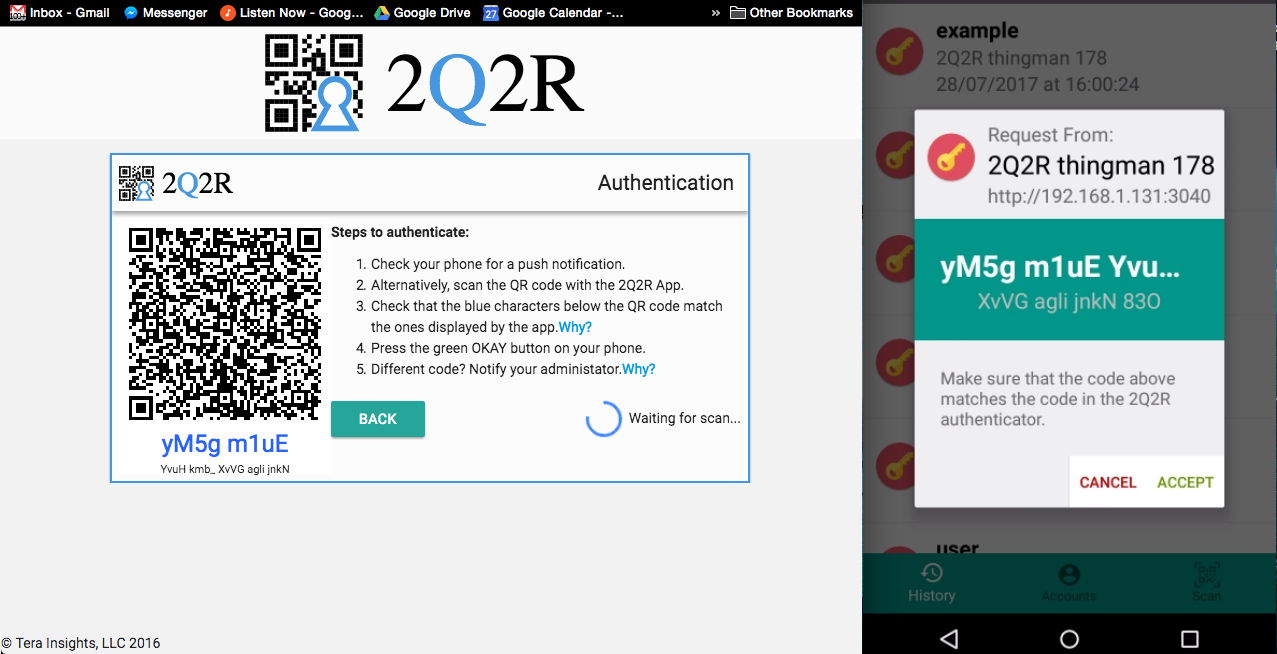 Inbox - Gmail Messenger Listen Now - Goog... Google Drive 27 Google Calendar -... » Other Bookmarks
2Q2R
2Q2R Authentication
Steps to authenticate:
1. Check your phone for a push notification.
2. Alternatively, scan the QR code with the 2Q2R App.
3. Check that the blue characters below the QR code match
the ones displayed by the app.Why?
4. Press the green OKAY button on your phone.
5. Different code? Notify your administator.Why?
BACK
Waiting for scan...
yM5g m1uE
YvuH kmb_ XvVG agli jnkN
© Tera Insights, LLC 2016
example
2Q2R thingman 178
28/07/2017 at 16:00:24
Request From:
2Q2R thingman 178
http://192.168.1.131:3040
yM5g m1uE Yvu...
XvVG agli jnkN 83O
Make sure that the code above
matches the code in the 2Q2R
authenticator.
CANCEL ACCEPT
user
History Accounts Scan